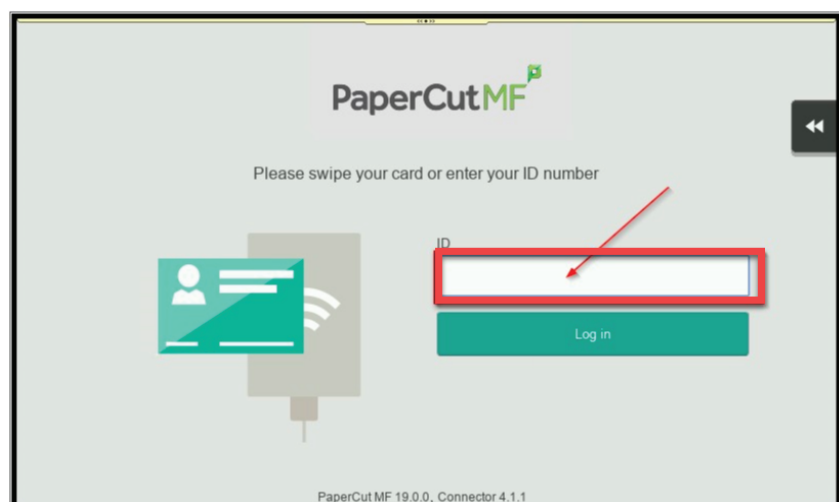 PaperCutMF
Please swipe your card or enter your ID number
ID
Log in
PaperCut MF 19.0.0, Connector 4.1.1